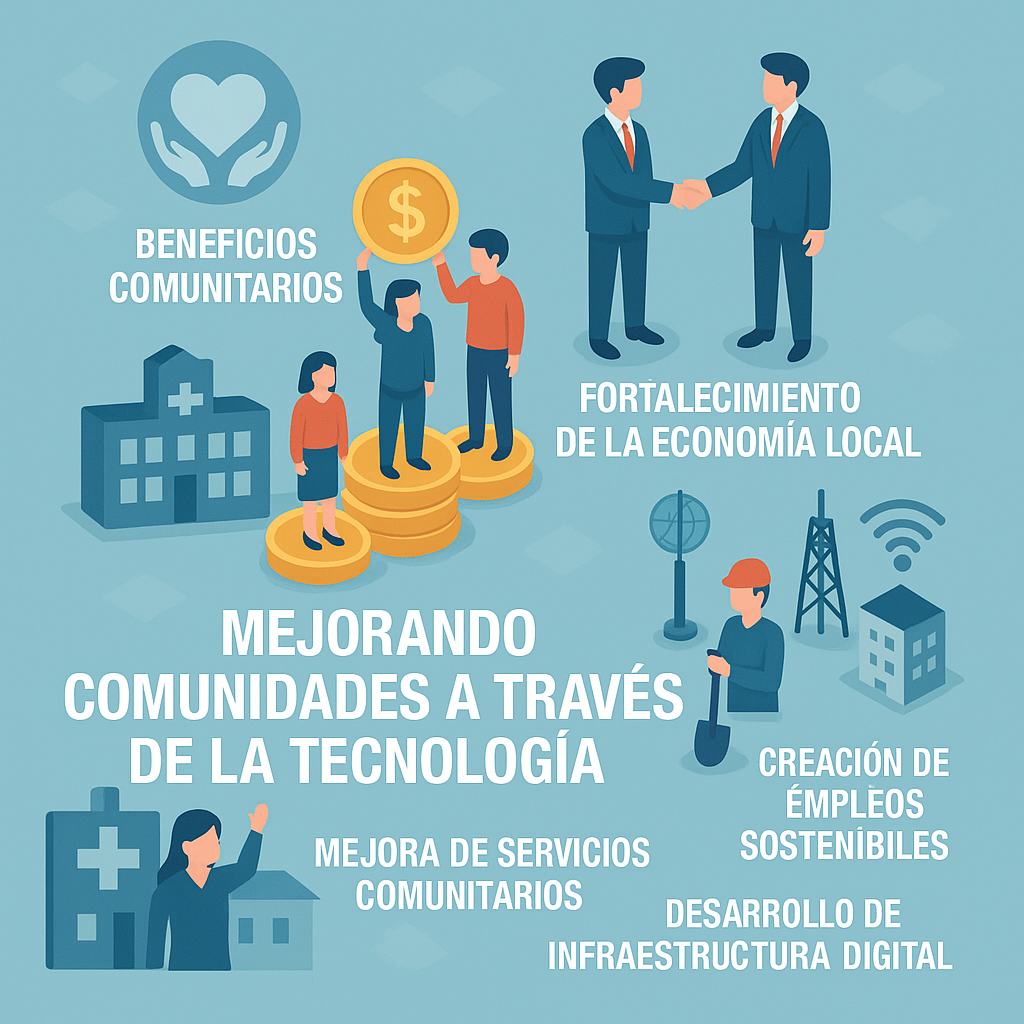 BENEFICIOS
COMUNITARIOS
$
FORTALECIMIENTO
DE LA ECONOMÍA LOCAL
MEJORANDO
COMUNIDADES A TRAVÉS
DE LA TECNOLOGÍA
CREACIÓN DE
ÉMPLEOS
SOSTENÍBILES
MEJORA DE SERVICIOS
COMUNITARIOS
DESARROLLO DE
INFRAESTRUCTURA DIGITAL